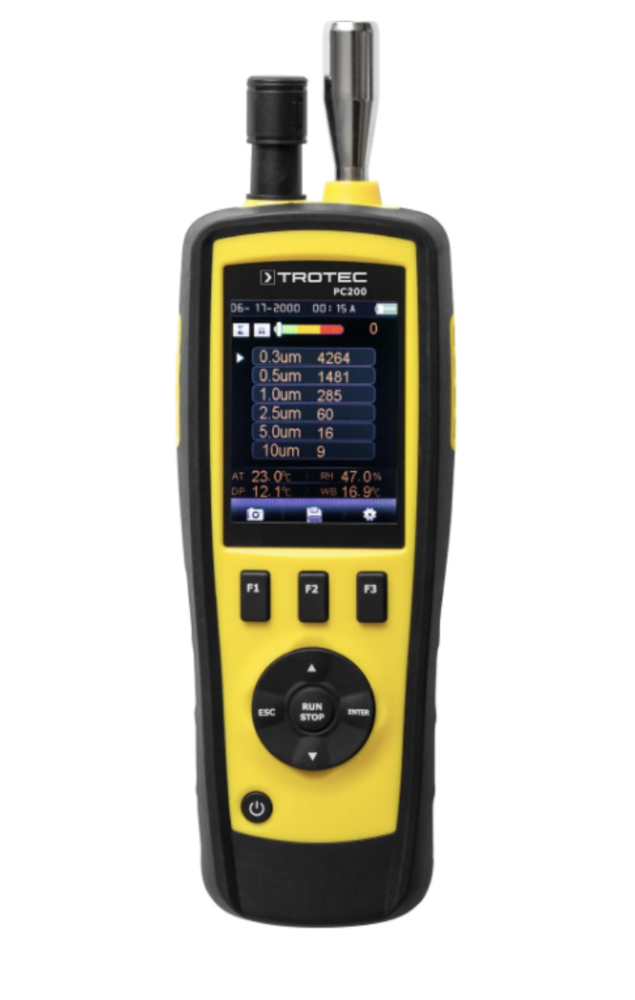 TROTEC
PC200
06-17-2000 00:15A
0
0.3um 4264
0.5um 1481
1.0um 285
2.5um 60
5.0um 16
10um 9
AT 23.0°C RH 47.0%
DP 12.1°C WB 16.9°C
F1 F2 F3
ESC RUN STOP ENTER